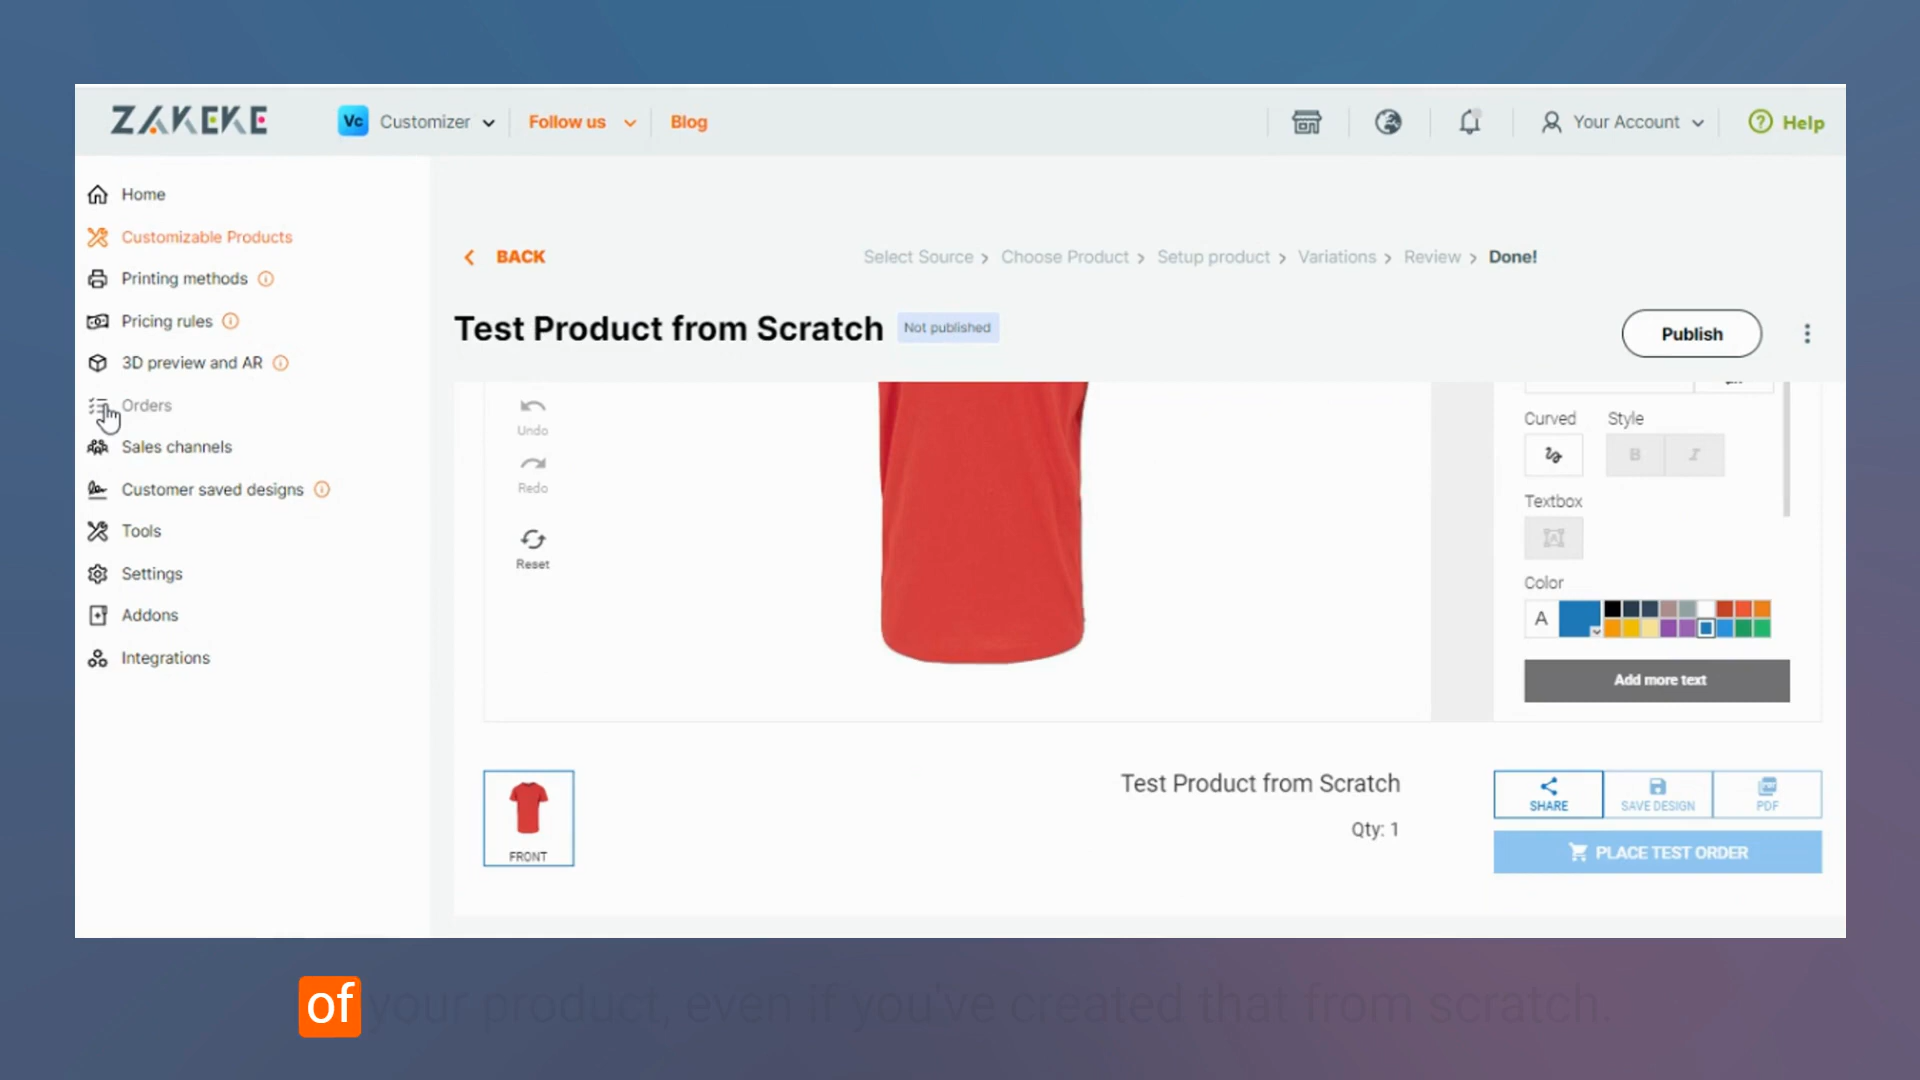 ZAKEKE
Vc Customizer
Follow us
Blog
Your Account
Help
Home
Customizable Products
Printing methods
Pricing rules
3D preview and AR
Orders
Sales channels
Customer saved designs
Tools
Settings
Addons
Integrations
BACK
Select Source > Choose Product > Setup product > Variations > Review > Done!
Test Product from Scratch
Not published
Publish
Undo
Redo
Reset
Curved
Style
B I
Textbox
A
Color
A
Add more text
FRONT
Test Product from Scratch
Qty: 1
SHARE
SAVE DESIGN
PDF
PLACE TEST ORDER
of your product, even if you've created that from scratch.